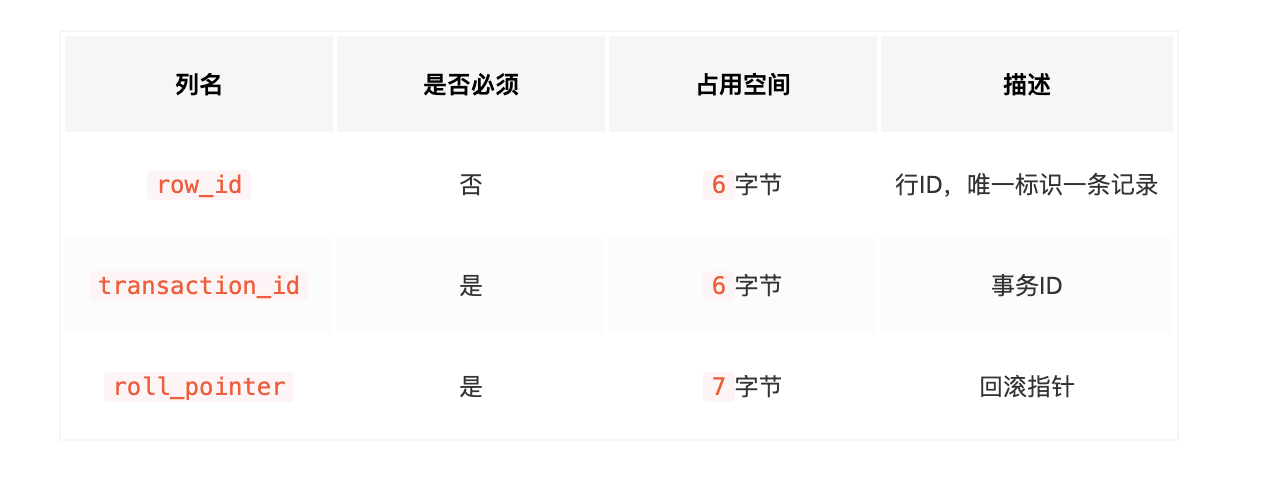 列名 是否必须 占用空间 描述
row_id 否 6 字节 行ID，唯一标识一条记录
transaction_id 是 6 字节 事务ID
roll_pointer 是 7 字节 回滚指针